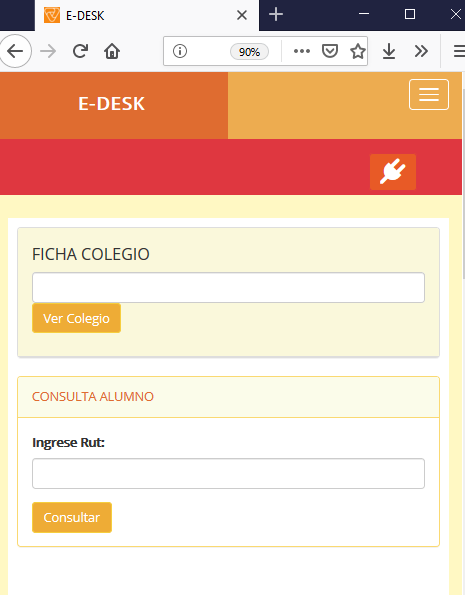 E-DESK
90%
E-DESK
FICHA COLEGIO
Ver Colegio
CONSULTA ALUMNO
Ingrese Rut:
Consultar